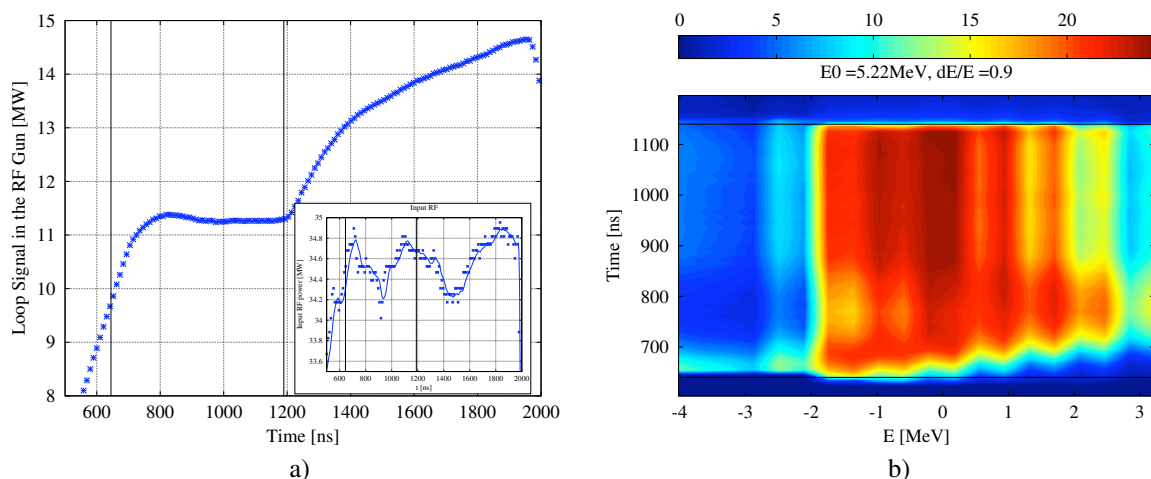 Loop Signal in the RF Gun [MW]
15
14
13
12
11
10
9
8
600 800 1000 1200 1400 1600 1800 2000
Time [ns]
Input RF
Input RF power [MW]
35
34.8
34.6
34.4
34.2
34
33.8
33.6
600 800 1000 1200 1400 1600 1800 2000
t [ns]
a)
0 5 10 15 20
E0 =5.22MeV, dE/E =0.9
Time [ns]
1100
1000
900
800
700
-4 -3 -2 -1 0 1 2 3
E [MeV]
b)